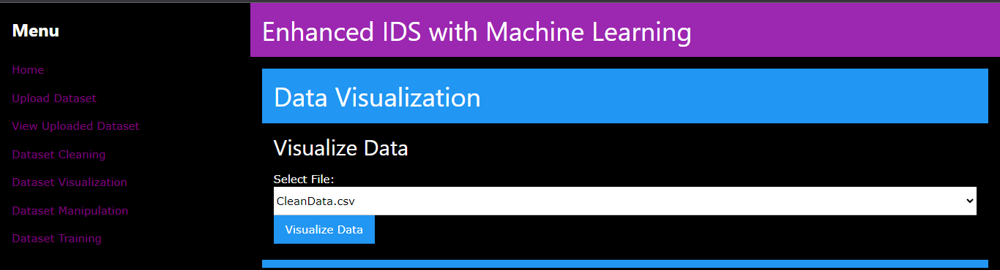 Menu
Home
Upload Dataset
View Uploaded Dataset
Dataset Cleaning
Dataset Visualization
Dataset Manipulation
Dataset Training
Enhanced IDS with Machine Learning
Data Visualization
Visualize Data
Select File:
CleanData.csv
Visualize Data